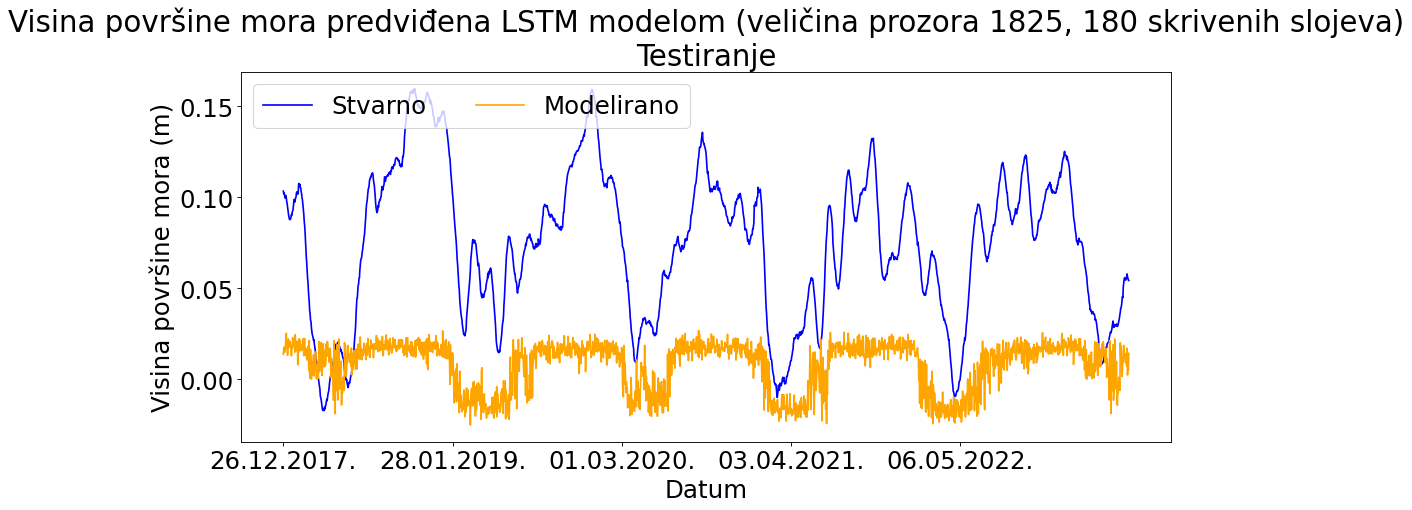 Visina površine mora predviđena LSTM modelom (veličina prozora 1825, 180 skrivenih slojeva)
Testiranje
Stvarno Modelirano
Visina površine mora (m)
0.15
0.10
0.05
0.00
26.12.2017. 28.01.2019. 01.03.2020. 03.04.2021. 06.05.2022.
Datum